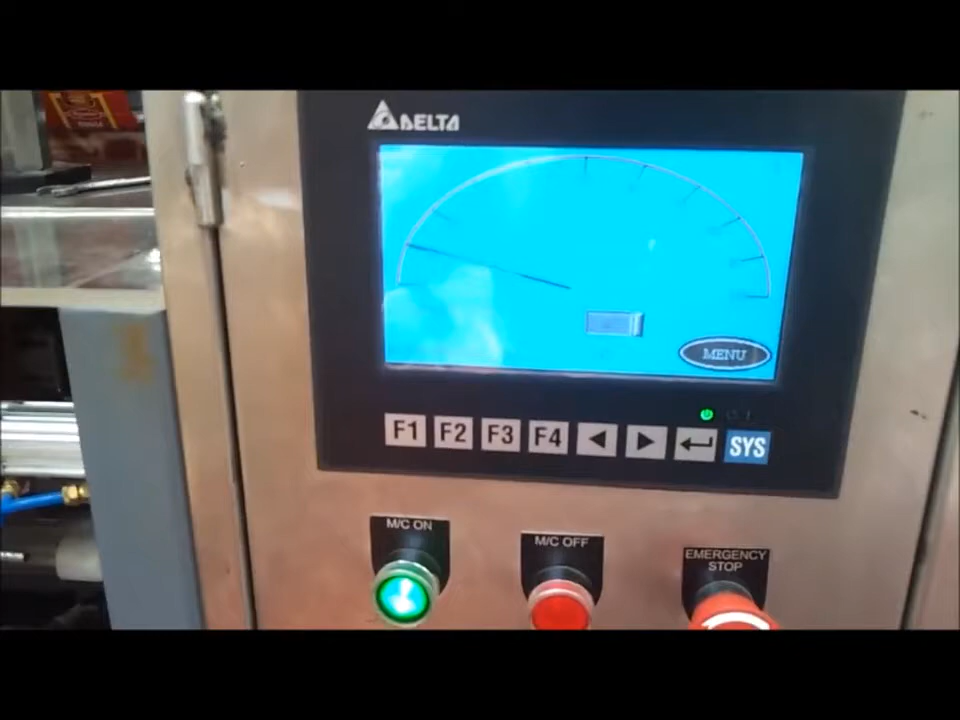 DELTA
MENU
F1 F2 F3 F4 SYS
M/C ON
M/C OFF
EMERGENCY
STOP